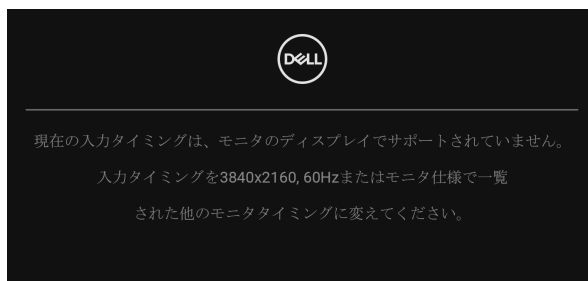 DELL
現在の入力タイミングは、モニタのディスプレイでサポートされていません。
入力タイミングを3840x2160, 60Hzまたはモニタ仕様で一覧
された他のモニタタイミングに変えてください。